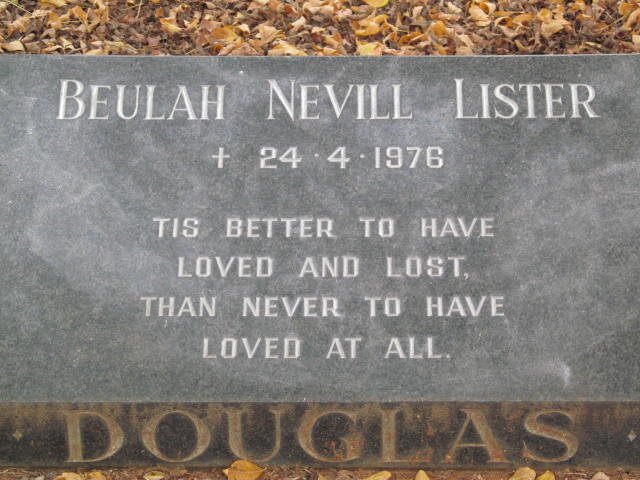 BEULAH NEVILL LISTER
✝ 24·4·1976
TIS BETTER TO HAVE
LOVED AND LOST,
THAN NEVER TO HAVE
LOVED AT ALL.
DOUGLAS